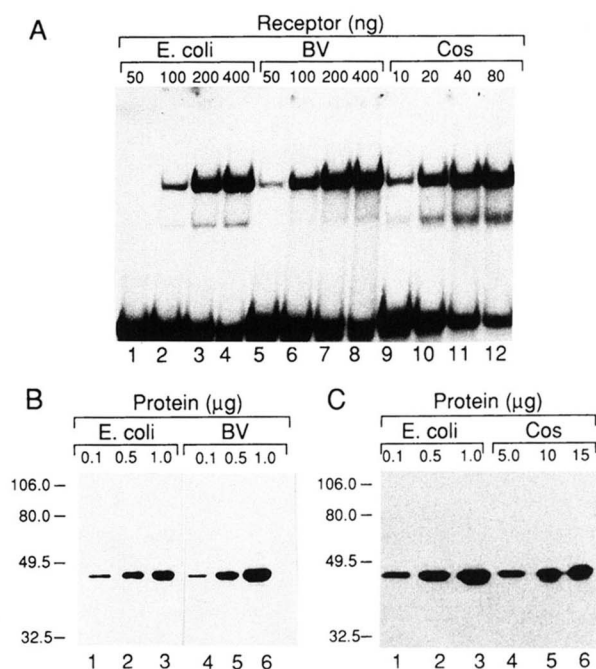 A
Receptor (ng)
E. coli BV Cos
50 100 200 400 50 100 200 400 10 20 40 80
1 2 3 4 5 6 7 8 9 10 11 12
B
Protein (μg)
E. coli BV
0.1 0.5 1.0 0.1 0.5 1.0
106.0–
80.0–
49.5–
32.5–
1 2 3 4 5 6
C
Protein (μg)
E. coli Cos
0.1 0.5 1.0 5.0 10 15
106.0–
80.0–
49.5–
32.5–
1 2 3 4 5 6